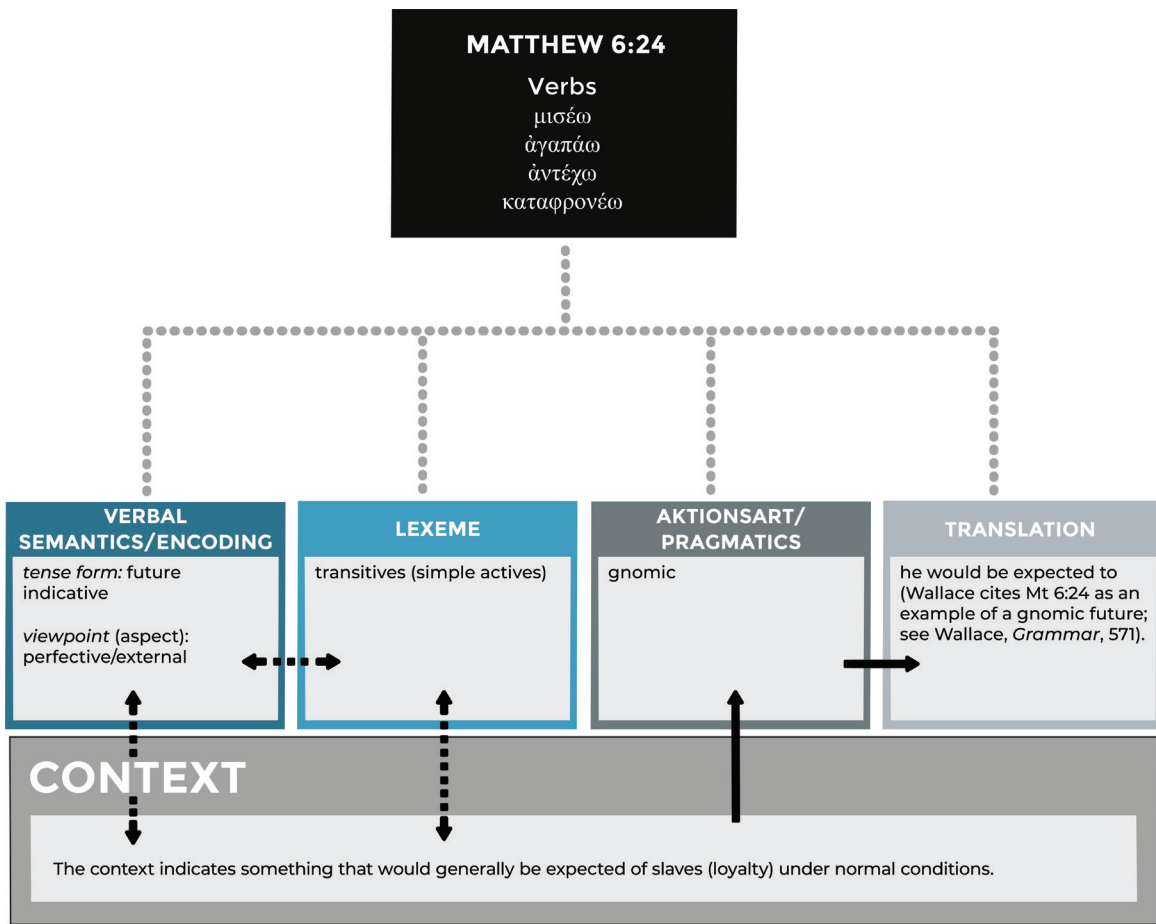 MATTHEW 6:24
Verbs
μισέω
ἀγαπάω
ἀντέχω
καταφρονέω
VERBAL
SEMANTICS/ENCODING
tense form: future
indicative
viewpoint (aspect):
perfective/external
LEXEME
transitives (simple actives)
AKTIONSART/
PRAGMATICS
gnomic
TRANSLATION
he would be expected to
(Wallace cites Mt 6:24 as an
example of a gnomic future;
see Wallace, Grammar, 571).
CONTEXT
The context indicates something that would generally be expected of slaves (loyalty) under normal conditions.